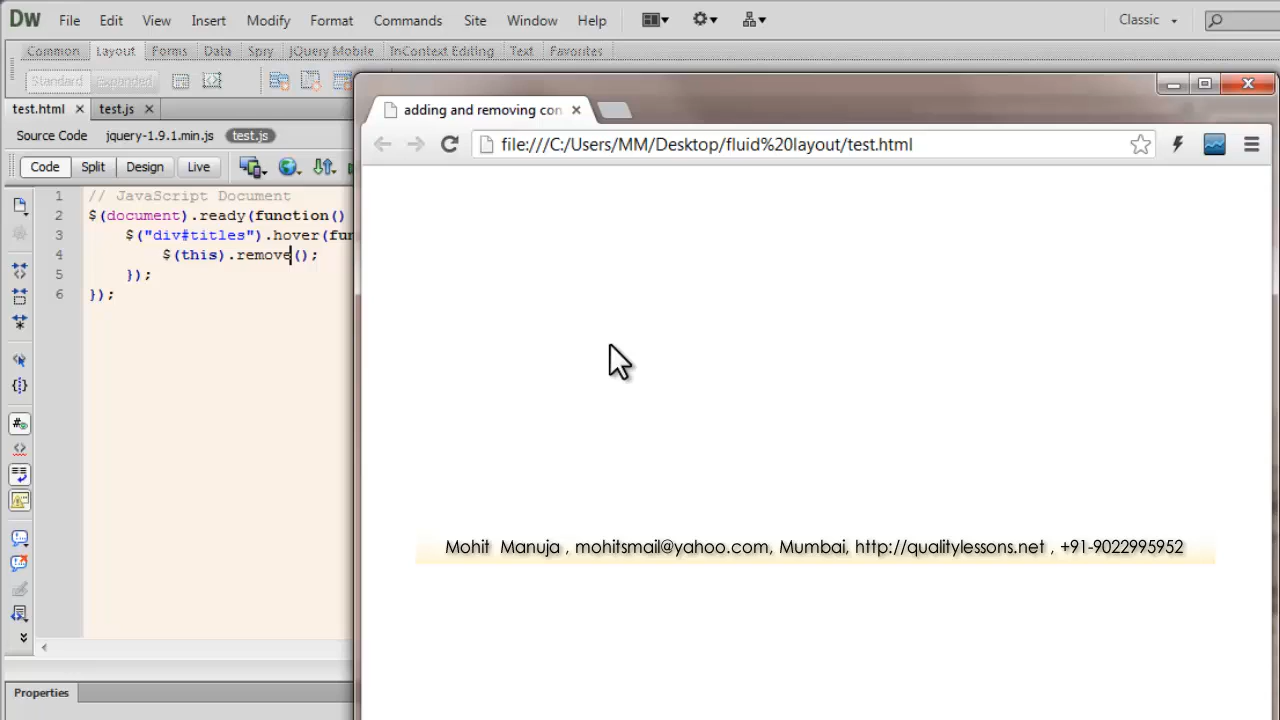 Dw File Edit View Insert Modify Format Commands Site Window Help Classic
Common Layout Forms Data Spry jQuery Mobile InContext Editing Text Favorites
Standard Expanded
test.html × test.js ×
adding and removing con ×
Source Code jquery-1.9.1.min.js test.js
file:///C:/Users/MM/Desktop/fluid%20layout/test.html
Code Split Design Live
1 // JavaScript Document
2 $(document).ready(function()
3 $("div#titles").hover(fun
4 $(this).remove();
5 });
6 });
Mohit Manuja , mohitsmail@yahoo.com, Mumbai, http://qualitylessons.net , +91-9022995952
Properties